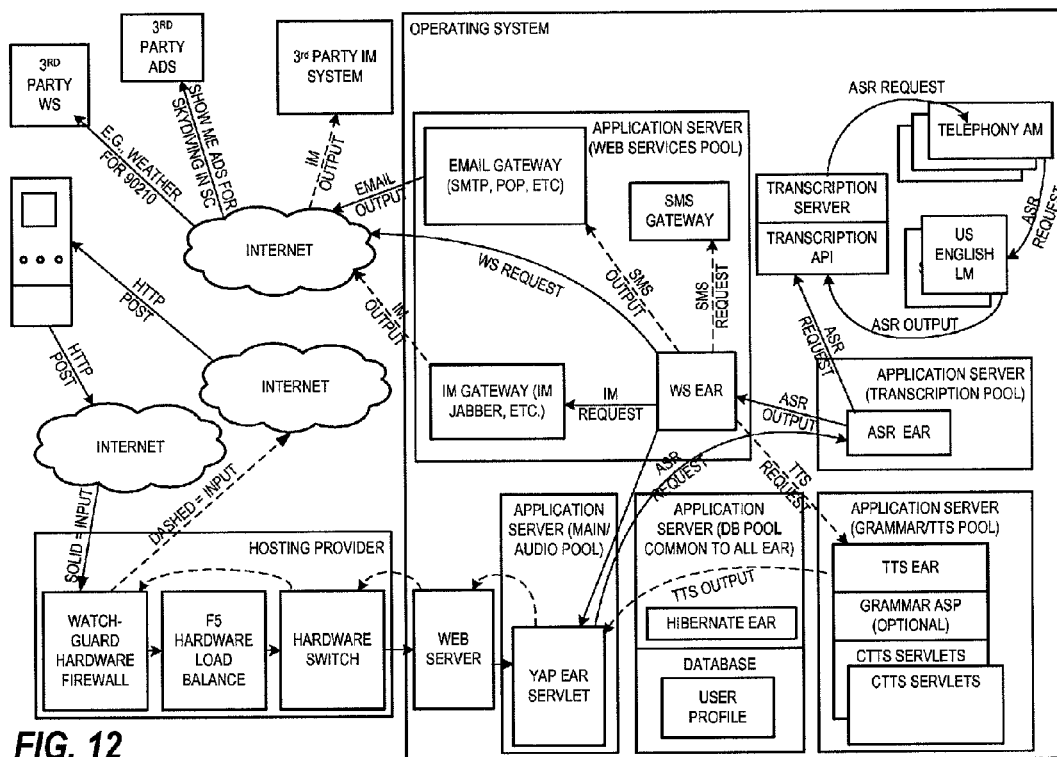 OPERATING SYSTEM
3RD
PARTY
WS
3RD
PARTY
ADS
3rd PARTY IM
SYSTEM
SHOW ME ADS FOR
SKYDIVING IN SC
E.G., WEATHER
FOR 90210
IM
OUTPUT
EMAIL
OUTPUT
INTERNET
HTTP
POST
HTTP
POST
INTERNET
INTERNET
IM
OUTPUT
WS REQUEST
APPLICATION SERVER
(WEB SERVICES POOL)
EMAIL GATEWAY
(SMTP, POP, ETC)
SMS
GATEWAY
SMS
OUTPUT
SMS
REQUEST
IM GATEWAY (IM
JABBER, ETC.)
IM
REQUEST
WS EAR
ASR REQUEST
TELEPHONY AM
TRANSCRIPTION
SERVER
TRANSCRIPTION
API
ASR
REQUEST
US
ENGLISH
LM
ASR OUTPUT
ASR
REQUEST
APPLICATION SERVER
(TRANSCRIPTION POOL)
ASR EAR
ASR
OUTPUT
ASR
REQUEST
TTS
REQUEST
SOLID = INPUT
DASHED = INPUT
HOSTING PROVIDER
WATCH-
GUARD
HARDWARE
FIREWALL
F5
HARDWARE
LOAD
BALANCE
HARDWARE
SWITCH
WEB
SERVER
APPLICATION
SERVER (MAIN/
AUDIO POOL)
YAP EAR
SERVLET
APPLICATION
SERVER (DB POOL
COMMON TO ALL EAR)
TTS OUTPUT
HIBERNATE EAR
DATABASE
USER
PROFILE
APPLICATION SERVER
(GRAMMAR/TTS POOL)
TTS EAR
GRAMMAR ASP
(OPTIONAL)
CTTS SERVLETS
CTTS SERVLETS
FIG. 12